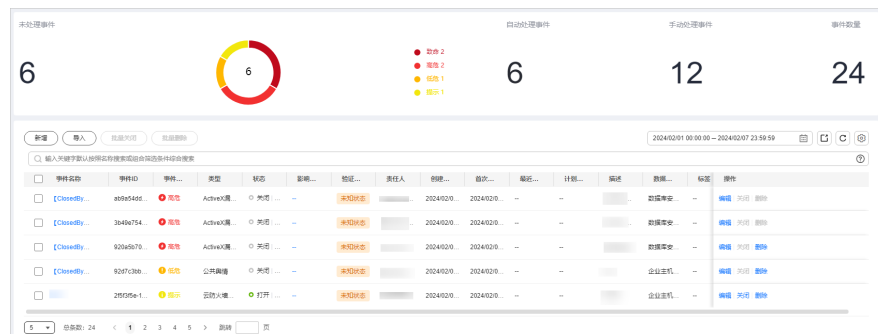 未处理事件 自动处理事件 手动处理事件 事件数量
6 6 6 12 24
致命 2
高危 2
低危 1
提示 1
新增 导入 批量关闭 批量删除 2024/02/01 00:00:00 – 2024/02/07 23:59:59
输入关键字默认按照名称搜索或组合筛选条件综合搜索
事件名称 事件ID 事件... 类型 状态 影响... 验证... 责任人 创建... 首次... 最近... 计划... 描述 数据... 标签 操作
【ClosedBy... ab9a54dd... 高危 ActiveX漏... 关闭 ... -- 未知状态 2024/02/0... 2024/02/0... -- -- 数据库安... -- 编辑 关闭 删除
【ClosedBy... 3b49e754... 高危 ActiveX漏... 关闭 ... -- 未知状态 2024/02/0... 2024/02/0... -- -- 数据库安... -- 编辑 关闭 删除
【ClosedBy... 920a5b70... 高危 ActiveX漏... 关闭 ... -- 未知状态 2024/02/0... 2024/02/0... -- -- 数据库安... -- 编辑 关闭 删除
【ClosedBy... 92d7c3bb... 低危 公共舆情 关闭 ... -- 未知状态 2024/02/0... 2024/02/0... -- -- 企业主机... -- 编辑 关闭 删除
2f5f3f5e-1... 提示 云防火墙... 打开 ... -- 未知状态 2024/02/0... 2024/02/0... -- -- 企业主机... -- 编辑 关闭 删除
5 总条数: 24 < 1 2 3 4 5 > 跳转 页